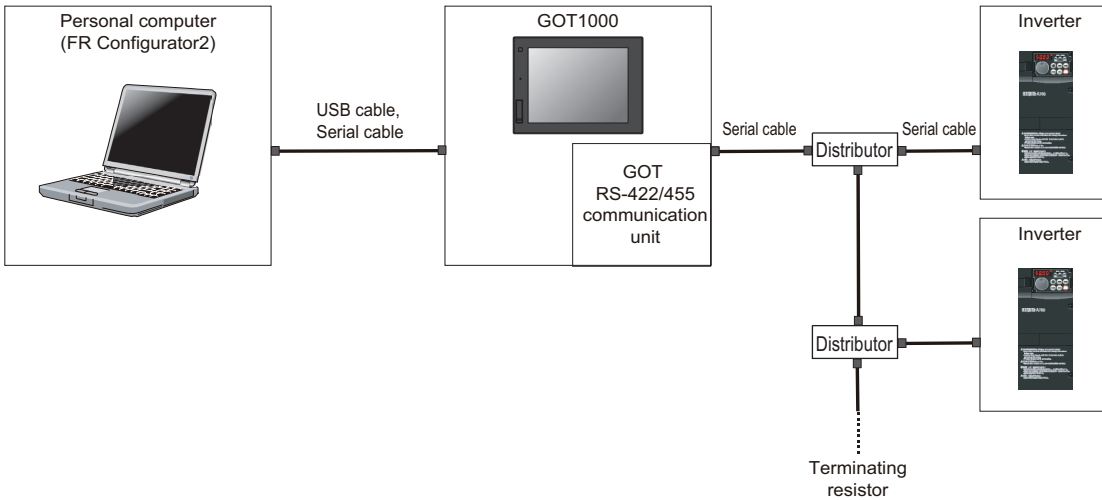 Personal computer
(FR Configurator2)
USB cable,
Serial cable
GOT1000
GOT
RS-422/455
communication
unit
Serial cable
Distributor
Serial cable
Inverter
Inverter
Distributor
Terminating
resistor